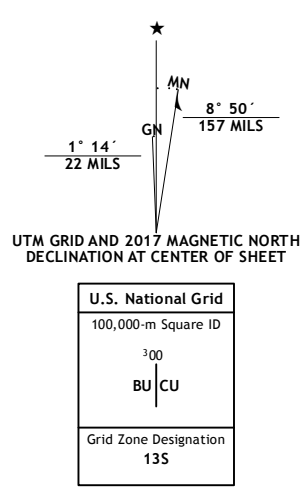 ★
MN
8° 50´
157 MILS
GN
1° 14´
22 MILS
UTM GRID AND 2017 MAGNETIC NORTH
DECLINATION AT CENTER OF SHEET
U.S. National Grid
100,000-m Square ID
³00
BU CU
Grid Zone Designation
13S